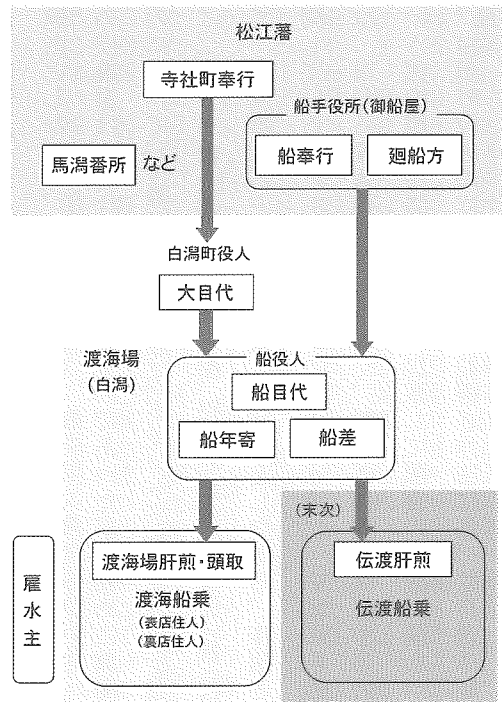 松江藩
寺社町奉行
船手役所(御船屋)
船奉行
廻船方
馬潟番所 など
白潟町役人
大目代
渡海場
(白潟)
船役人
船目代
船年寄
船差
(末次)
雇水主
渡海場肝煎・頭取
渡海船乗
(表店住人)
(裏店住人)
伝渡肝煎
伝渡船乗